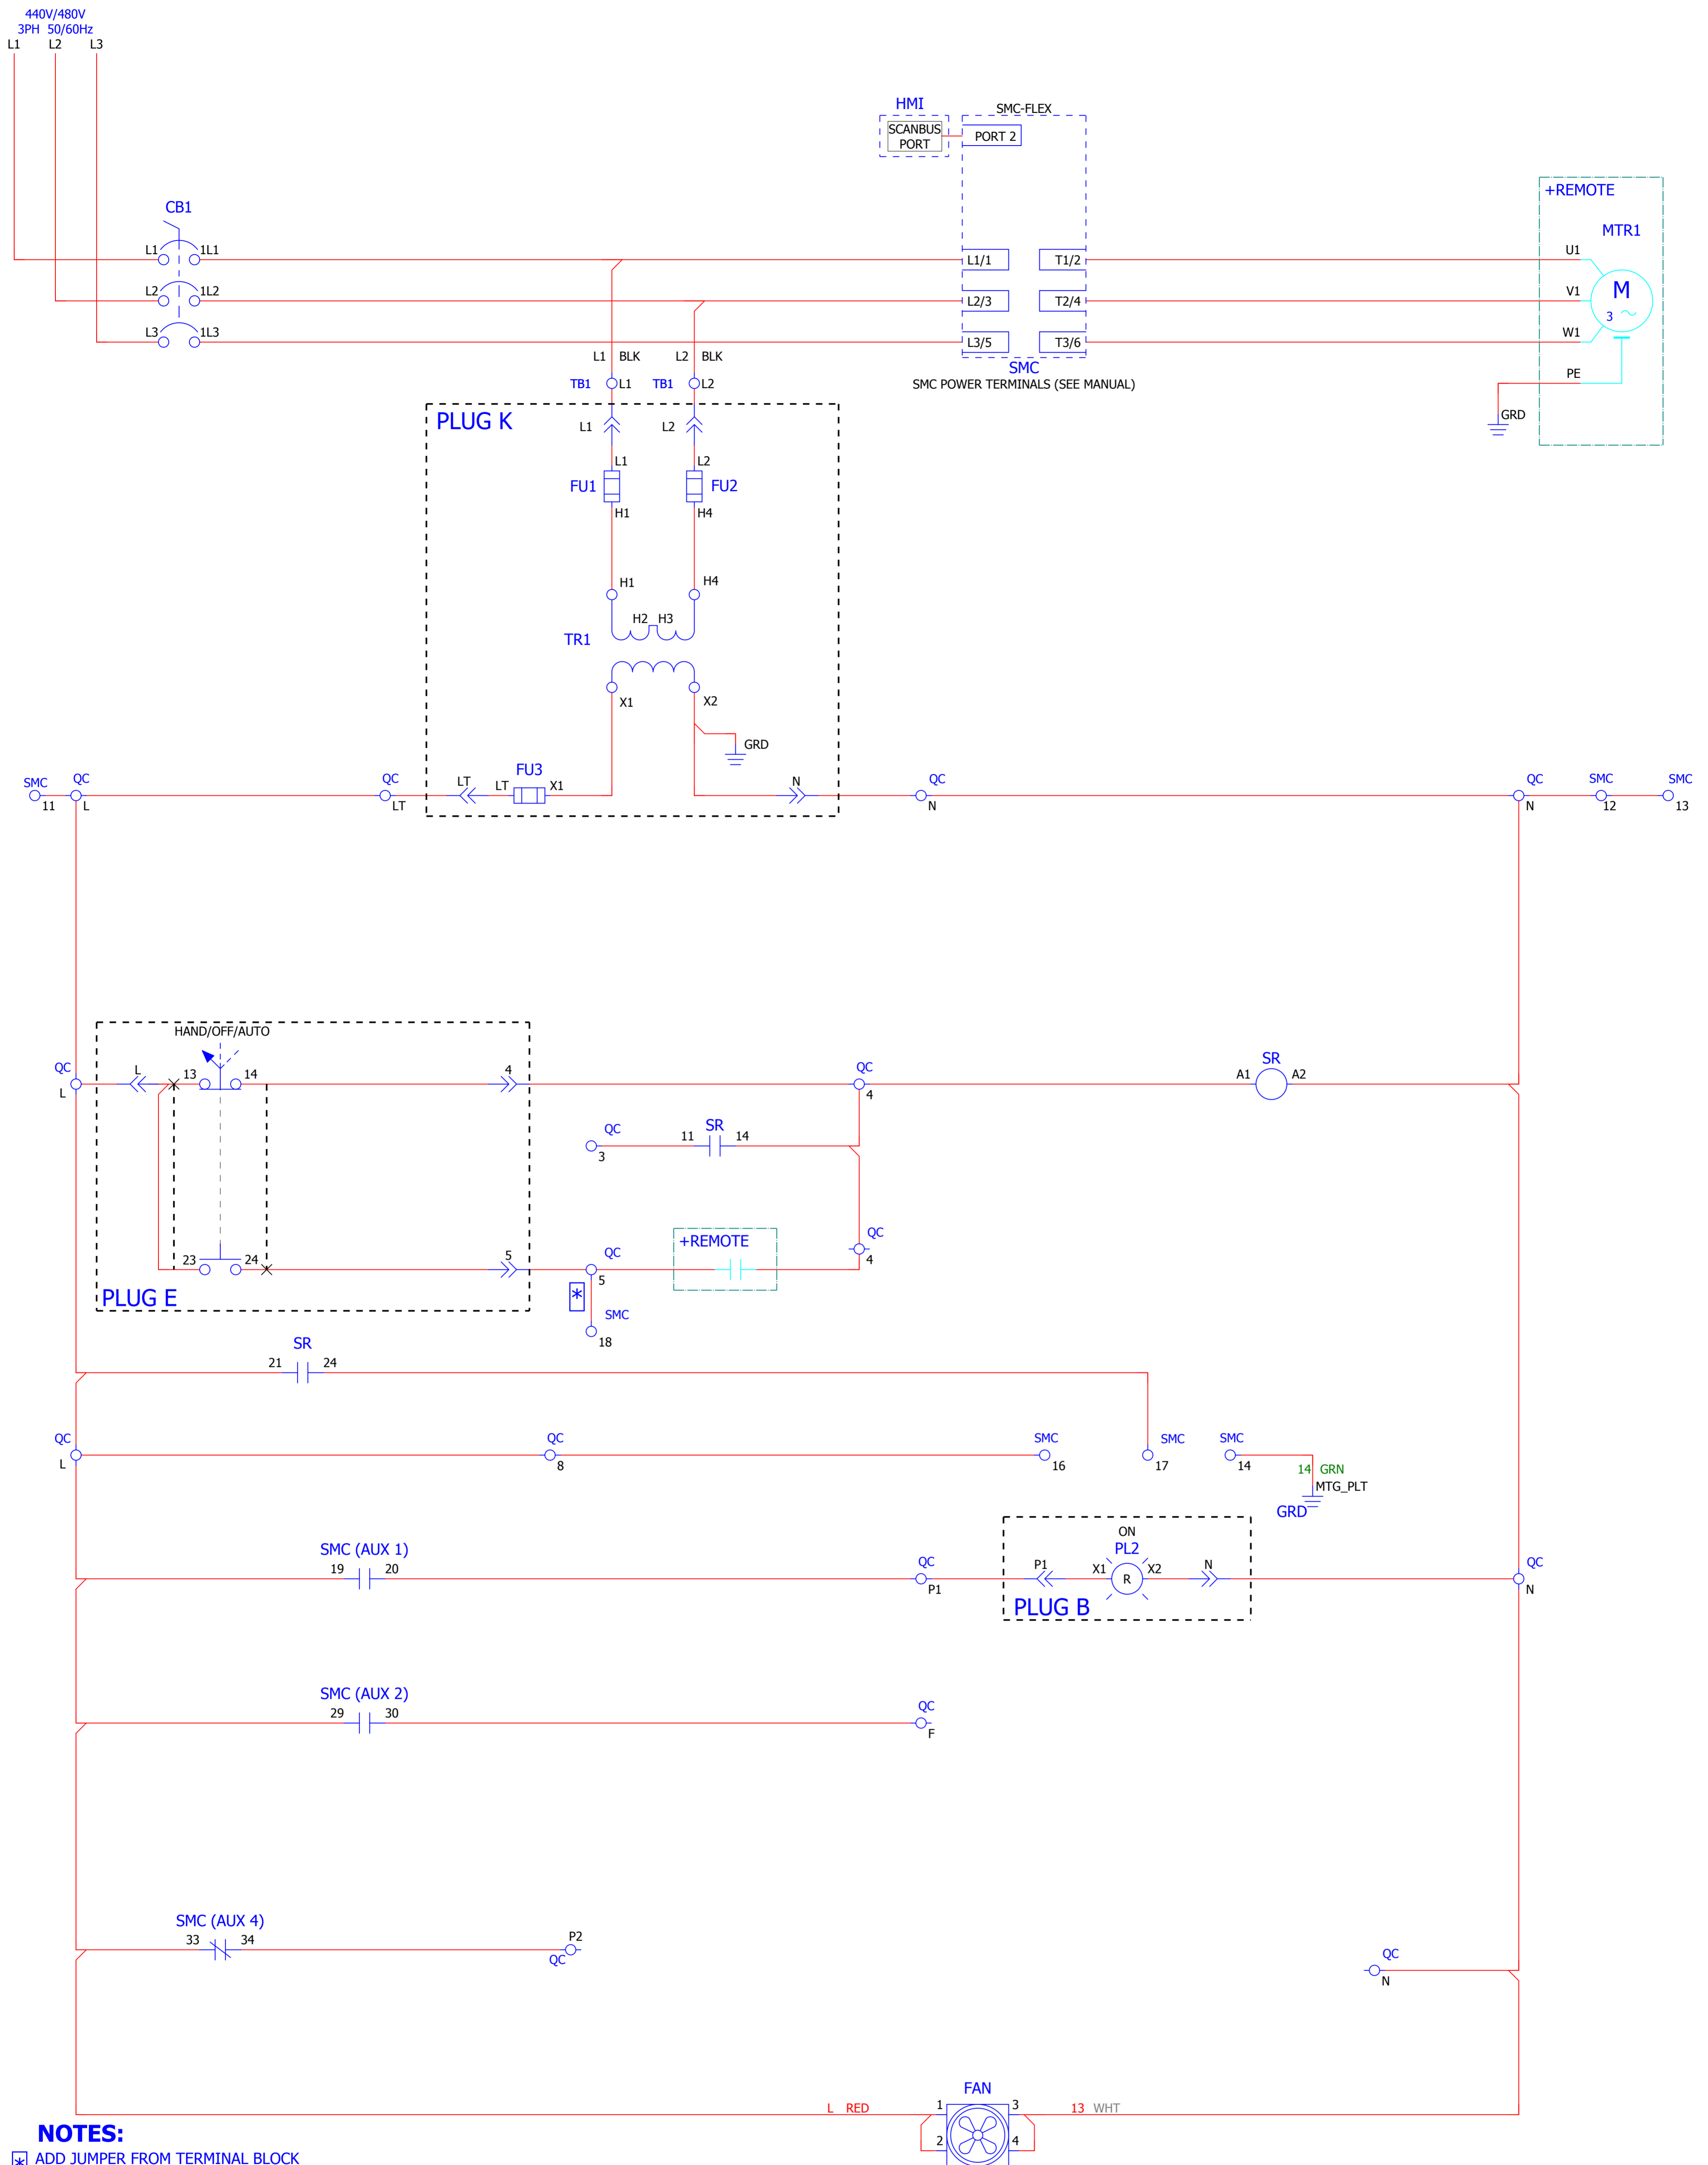 440V/480V
3PH 50/60Hz
L1 L2 L3
HMI
SMC-FLEX
SCANBUS
PORT
PORT 2
+REMOTE
CB1
MTR1
L1 1L1
L1/1 T1/2
U1
L2 1L2
L2/3 T2/4
V1
M
3
L3 1L3
L3/5 T3/6
W1
L1 BLK L2 BLK
SMC
PE
TB1 L1 TB1 L2
SMC POWER TERMINALS (SEE MANUAL)
GRD
PLUG K
L1 L2
L1 L2
FU1 FU2
H1 H4
H1 H4
H2 H3
TR1
X1 X2
GRD
FU3
SMC QC QC LT LT X1 N QC QC SMC SMC
11 L LT N N 12 13
HAND/OFF/AUTO
SR
QC L 13 14 4 QC A1 A2
L 4
SR
QC 11 14
3
QC
+REMOTE
23 24 5 QC 4
5
PLUG E
*
SMC
18
SR
21 24
QC QC SMC SMC SMC
L 8 16 17 14
14 GRN
MTG_PLT
GRD
ON
SMC (AUX 1) PL2
19 20 QC P1 X1 R X2 N QC
P1 N
PLUG B
SMC (AUX 2)
29 30 QC
F
SMC (AUX 4)
33 34 P2
QC
QC
N
FAN
L RED 1 3 13 WHT
2 4
NOTES:
* ADD JUMPER FROM TERMINAL BLOCK